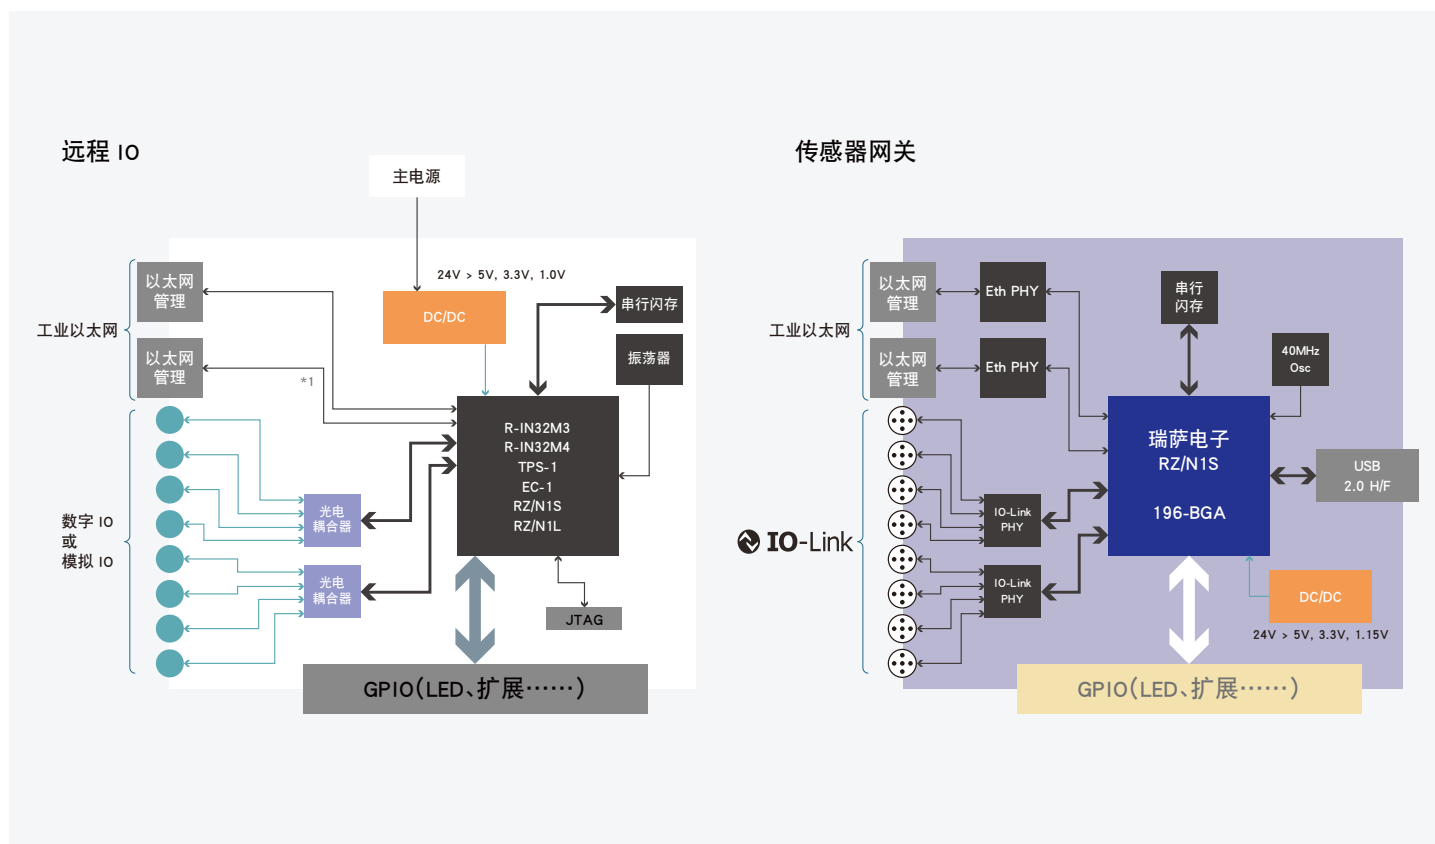 远程 IO
主电源
24V > 5V, 3.3V, 1.0V
以太网
管理
DC/DC
串行闪存
工业以太网
以太网
管理
*1
振荡器
R-IN32M3
R-IN32M4
TPS-1
EC-1
RZ/N1S
RZ/N1L
数字 IO
或
模拟 IO
光电
耦合器
光电
耦合器
JTAG
GPIO(LED、扩展……)
传感器网关
以太网
管理
Eth PHY
串行
闪存
工业以太网
以太网
管理
Eth PHY
40MHz
Osc
瑞萨电子
RZ/N1S
196-BGA
USB
2.0 H/F
IO-Link
IO-Link
PHY
IO-Link
PHY
DC/DC
24V > 5V, 3.3V, 1.15V
GPIO(LED、扩展……)